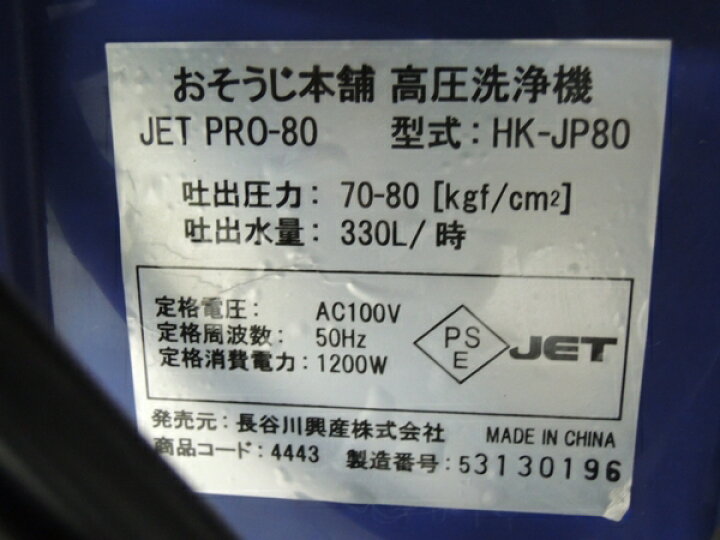 おそうじ本舗 高圧洗浄機
JET PRO-80 型式：HK-JP80
吐出圧力：70-80 [kgf/cm2]
吐出水量：330L/時
定格電圧： AC100V
定格周波数： 50Hz
定格消費電力：1200W
PS
E
JET
発売元：長谷川興産株式会社 MADE IN CHINA
商品コード：4443 製造番号：53130196